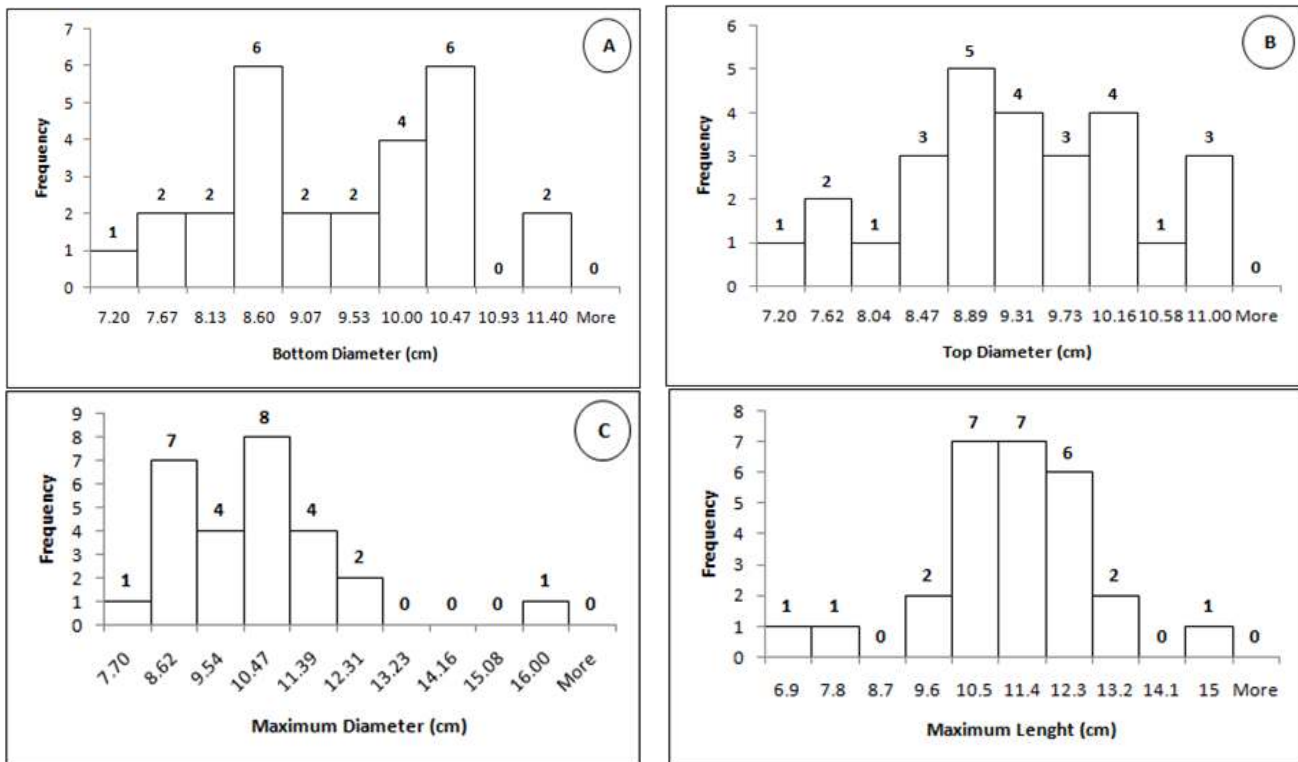 A
7
6
5
4
3
2
1
0
Frequency
1 2 2 6 2 2 4 6 0 2 0
7.20 7.67 8.13 8.60 9.07 9.53 10.00 10.47 10.93 11.40 More
Bottom Diameter (cm)
B
6
5
4
3
2
1
0
Frequency
1 2 1 3 5 4 3 4 1 3 0
7.20 7.62 8.04 8.47 8.89 9.31 9.73 10.16 10.58 11.00 More
Top Diameter (cm)
C
9
8
7
6
5
4
3
2
1
0
Frequency
1 7 4 8 4 2 0 0 0 1 0
7.70 8.62 9.54 10.47 11.39 12.31 13.23 14.16 15.08 16.00 More
Maximum Diameter (cm)
8
7
6
5
4
3
2
1
0
Frequency
1 1 0 2 7 7 6 2 0 1 0
6.9 7.8 8.7 9.6 10.5 11.4 12.3 13.2 14.1 15 More
Maximum Lenght (cm)